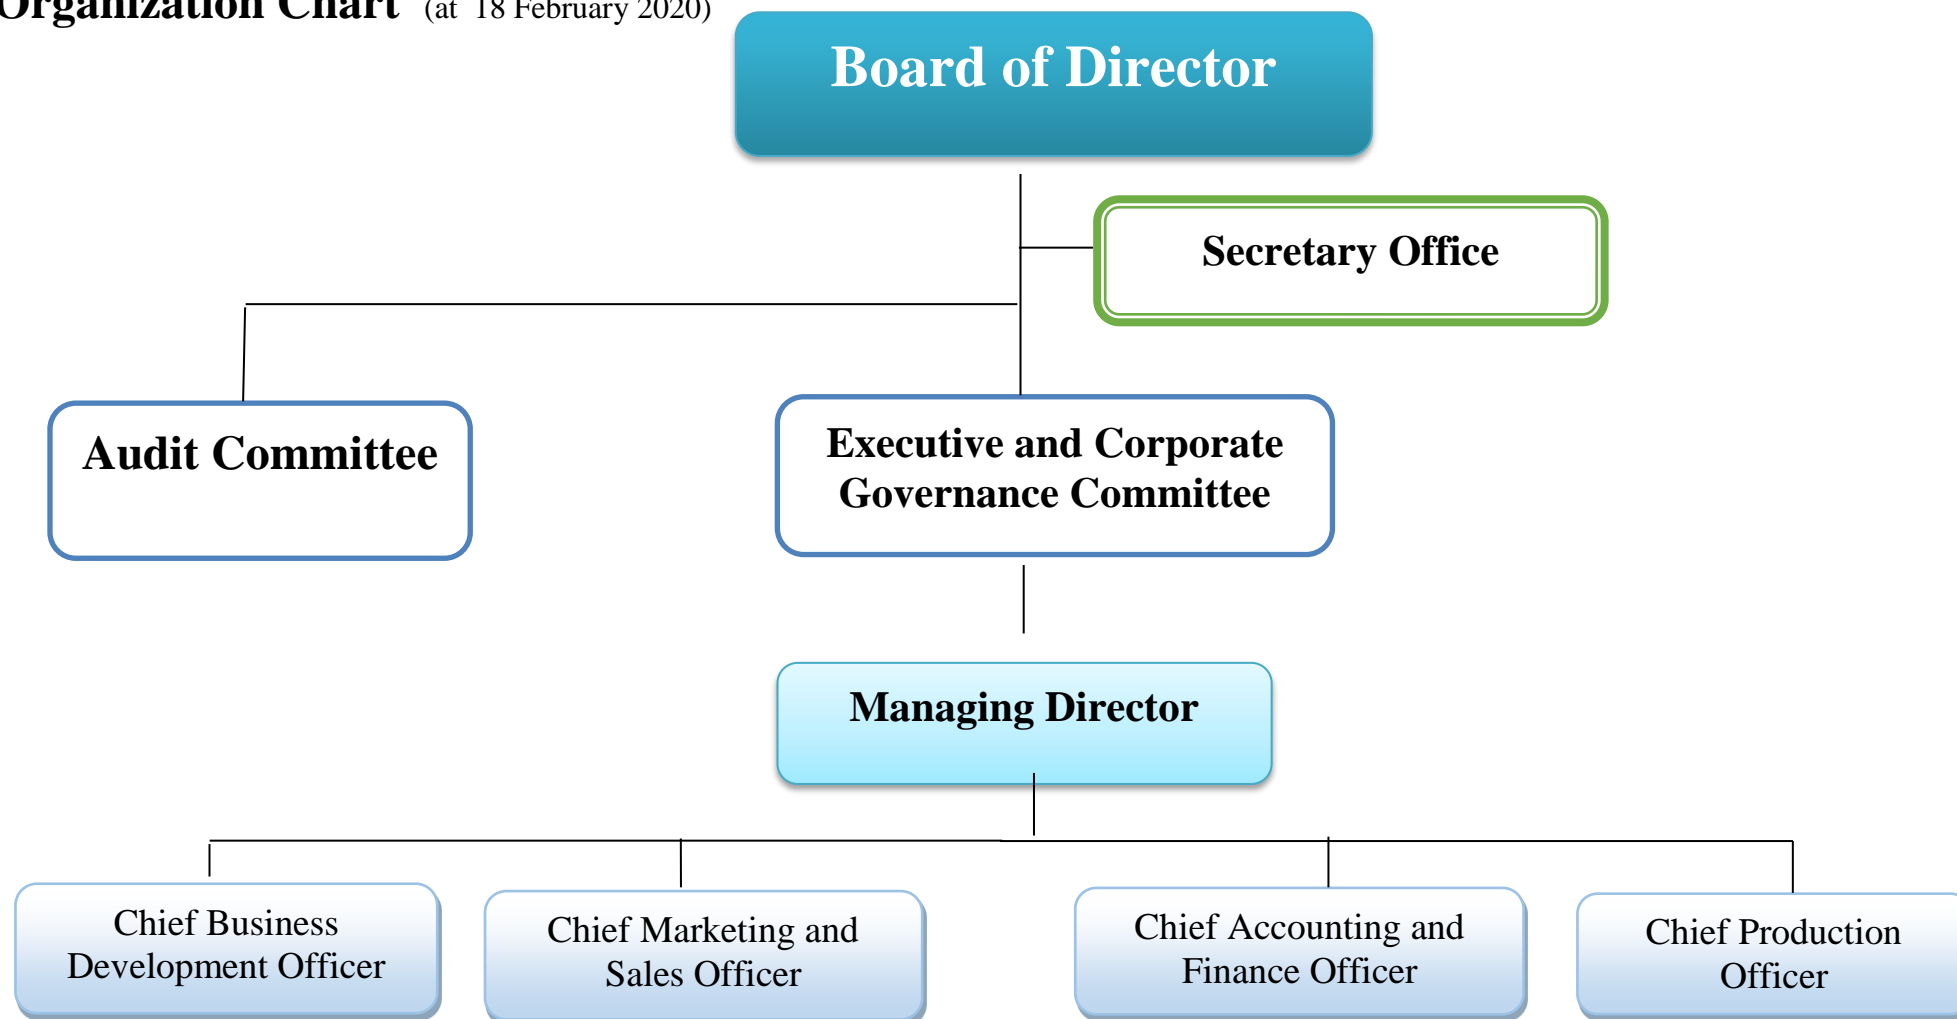 Organization Chart (at 18 February 2020)
Board of Director
Secretary Office
Audit Committee
Executive and Corporate
Governance Committee
Managing Director
Chief Business
Development Officer
Chief Marketing and
Sales Officer
Chief Accounting and
Finance Officer
Chief Production
Officer